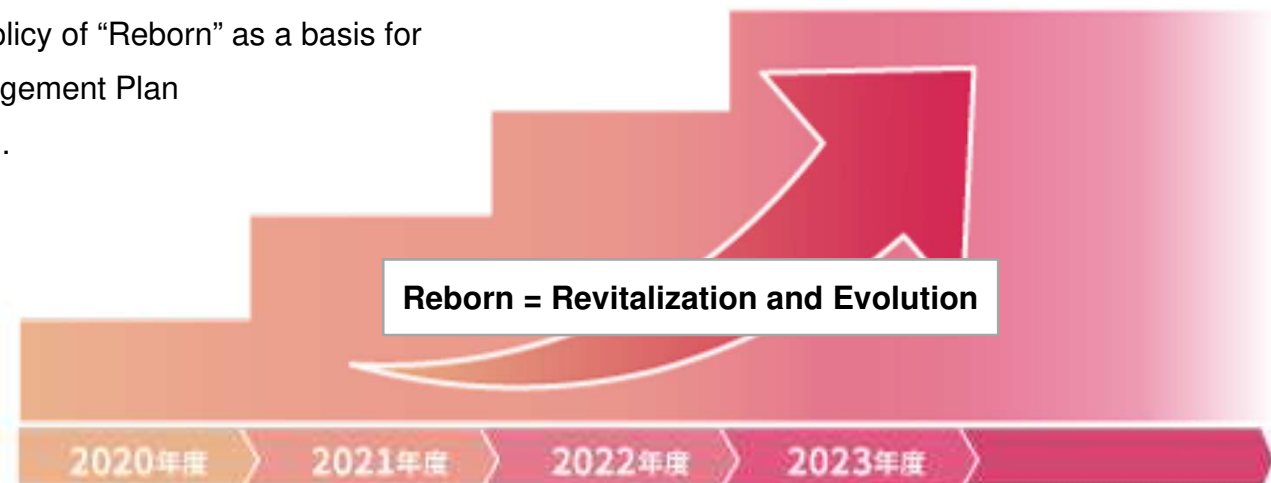 olicy of “Reborn” as a basis for
gement Plan
.
Reborn = Revitalization and Evolution
2020年度 2021年度 2022年度 2023年度